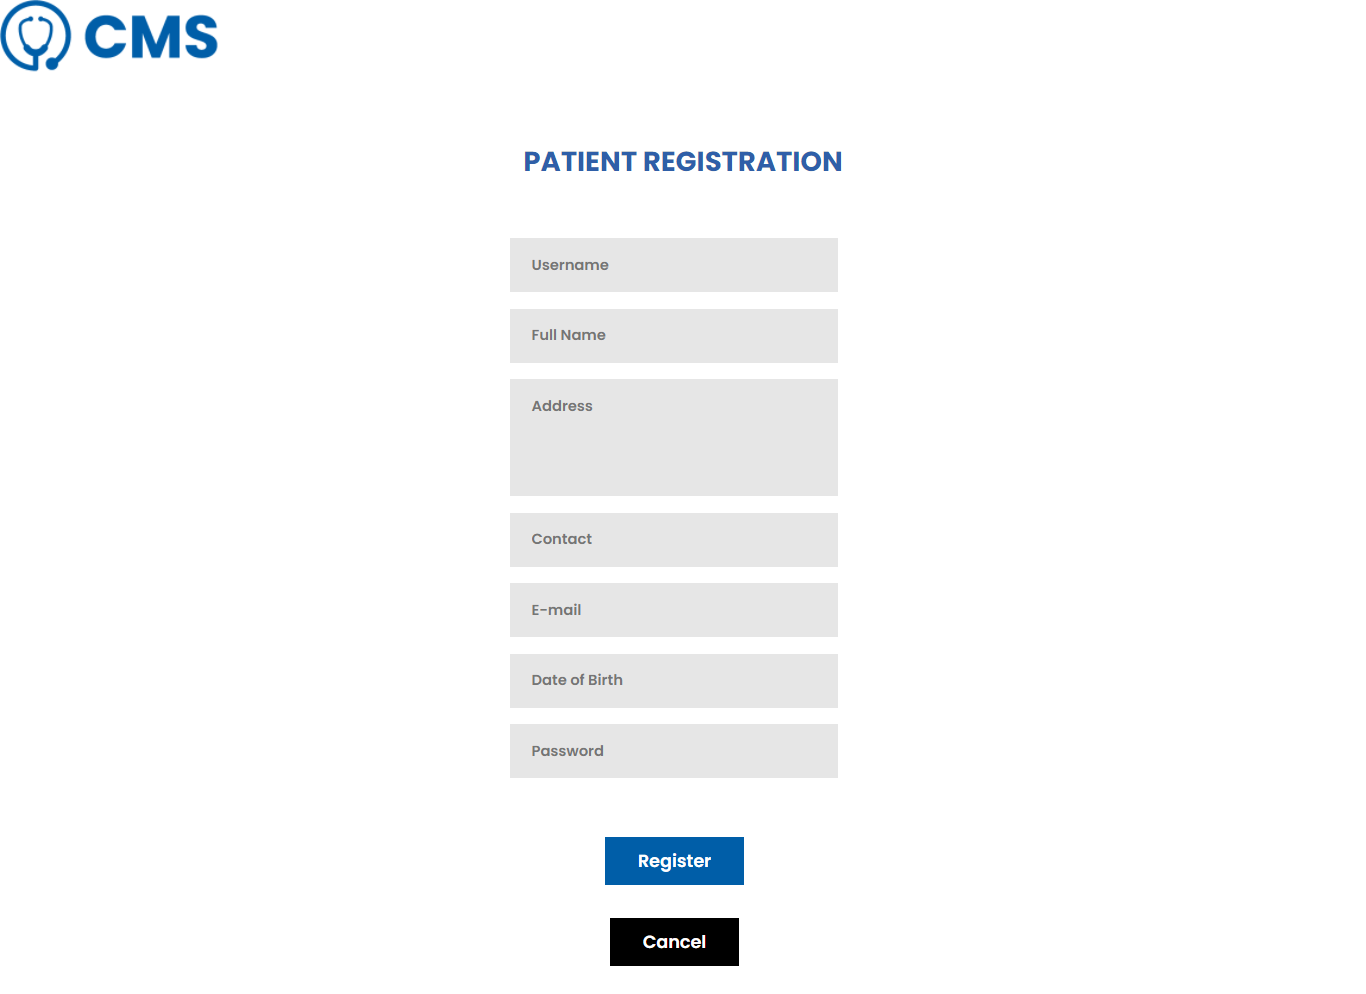 CMS
PATIENT REGISTRATION
Username
Full Name
Address
Contact
E-mail
Date of Birth
Password
Register
Cancel